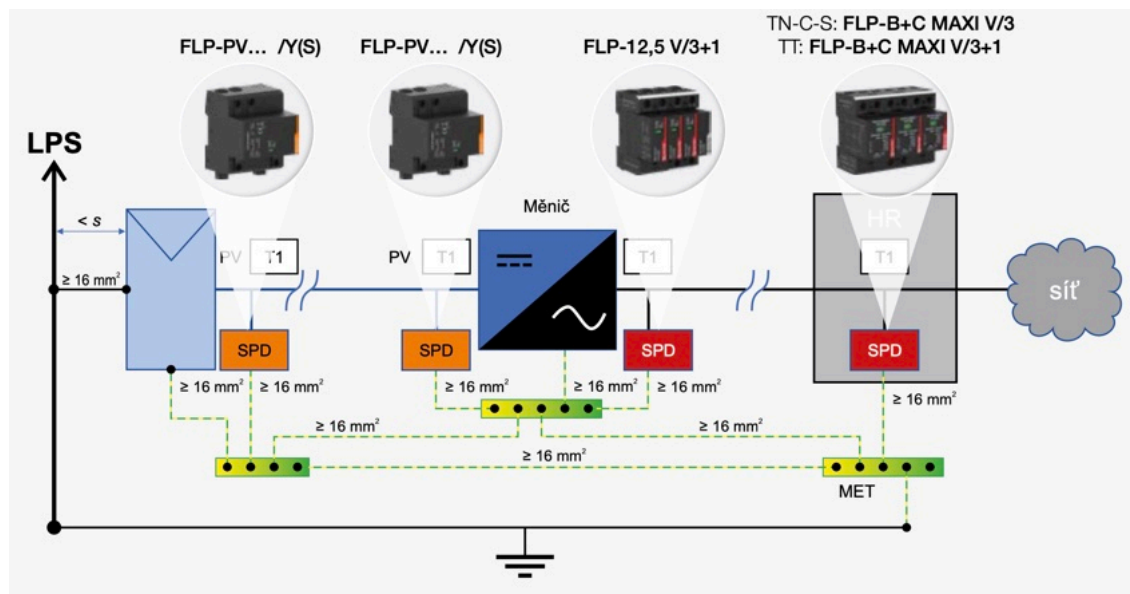 TN-C-S: FLP-B+C MAXI V/3
FLP-PV... /Y(S)
FLP-PV... /Y(S)
FLP-12,5 V/3+1
TT: FLP-B+C MAXI V/3+1
LPS
Měnič
HR
< s
PV
T1
PV
T1
T1
T1
≥ 16 mm²
síť
SPD
SPD
SPD
SPD
≥ 16 mm²
≥ 16 mm²
≥ 16 mm²
≥ 16 mm²
≥ 16 mm²
≥ 16 mm²
≥ 16 mm²
≥ 16 mm²
≥ 16 mm²
MET